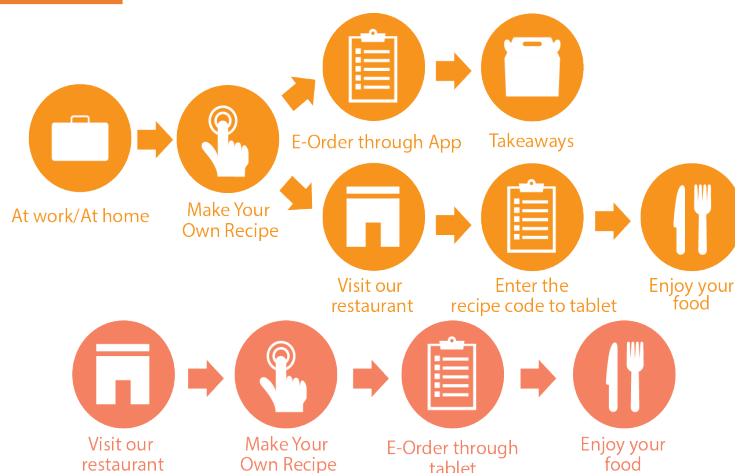 E-Order through App
Takeaways
At work/At home
Make Your
Own Recipe
Visit our
restaurant
Enter the
recipe code to tablet
Enjoy your
food
Visit our
restaurant
Make Your
Own Recipe
E-Order through
tablet
Enjoy your
food